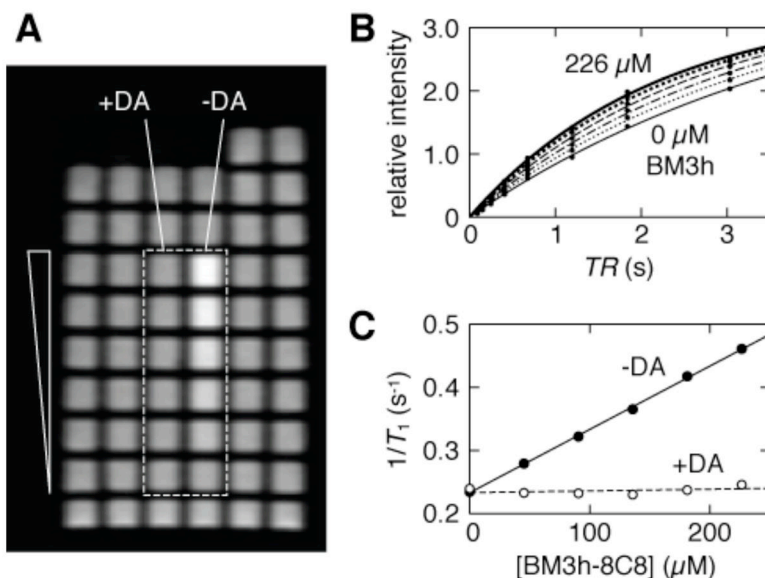 A
+DA -DA
B
relative intensity
3.0
2.0
1.0
0
226 µM
0 µM
BM3h
0 1 2 3
TR (s)
C
1/T₁ (s⁻¹)
0.5
0.4
0.3
0.2
-DA
+DA
0 100 200
[BM3h-8C8] (µM)